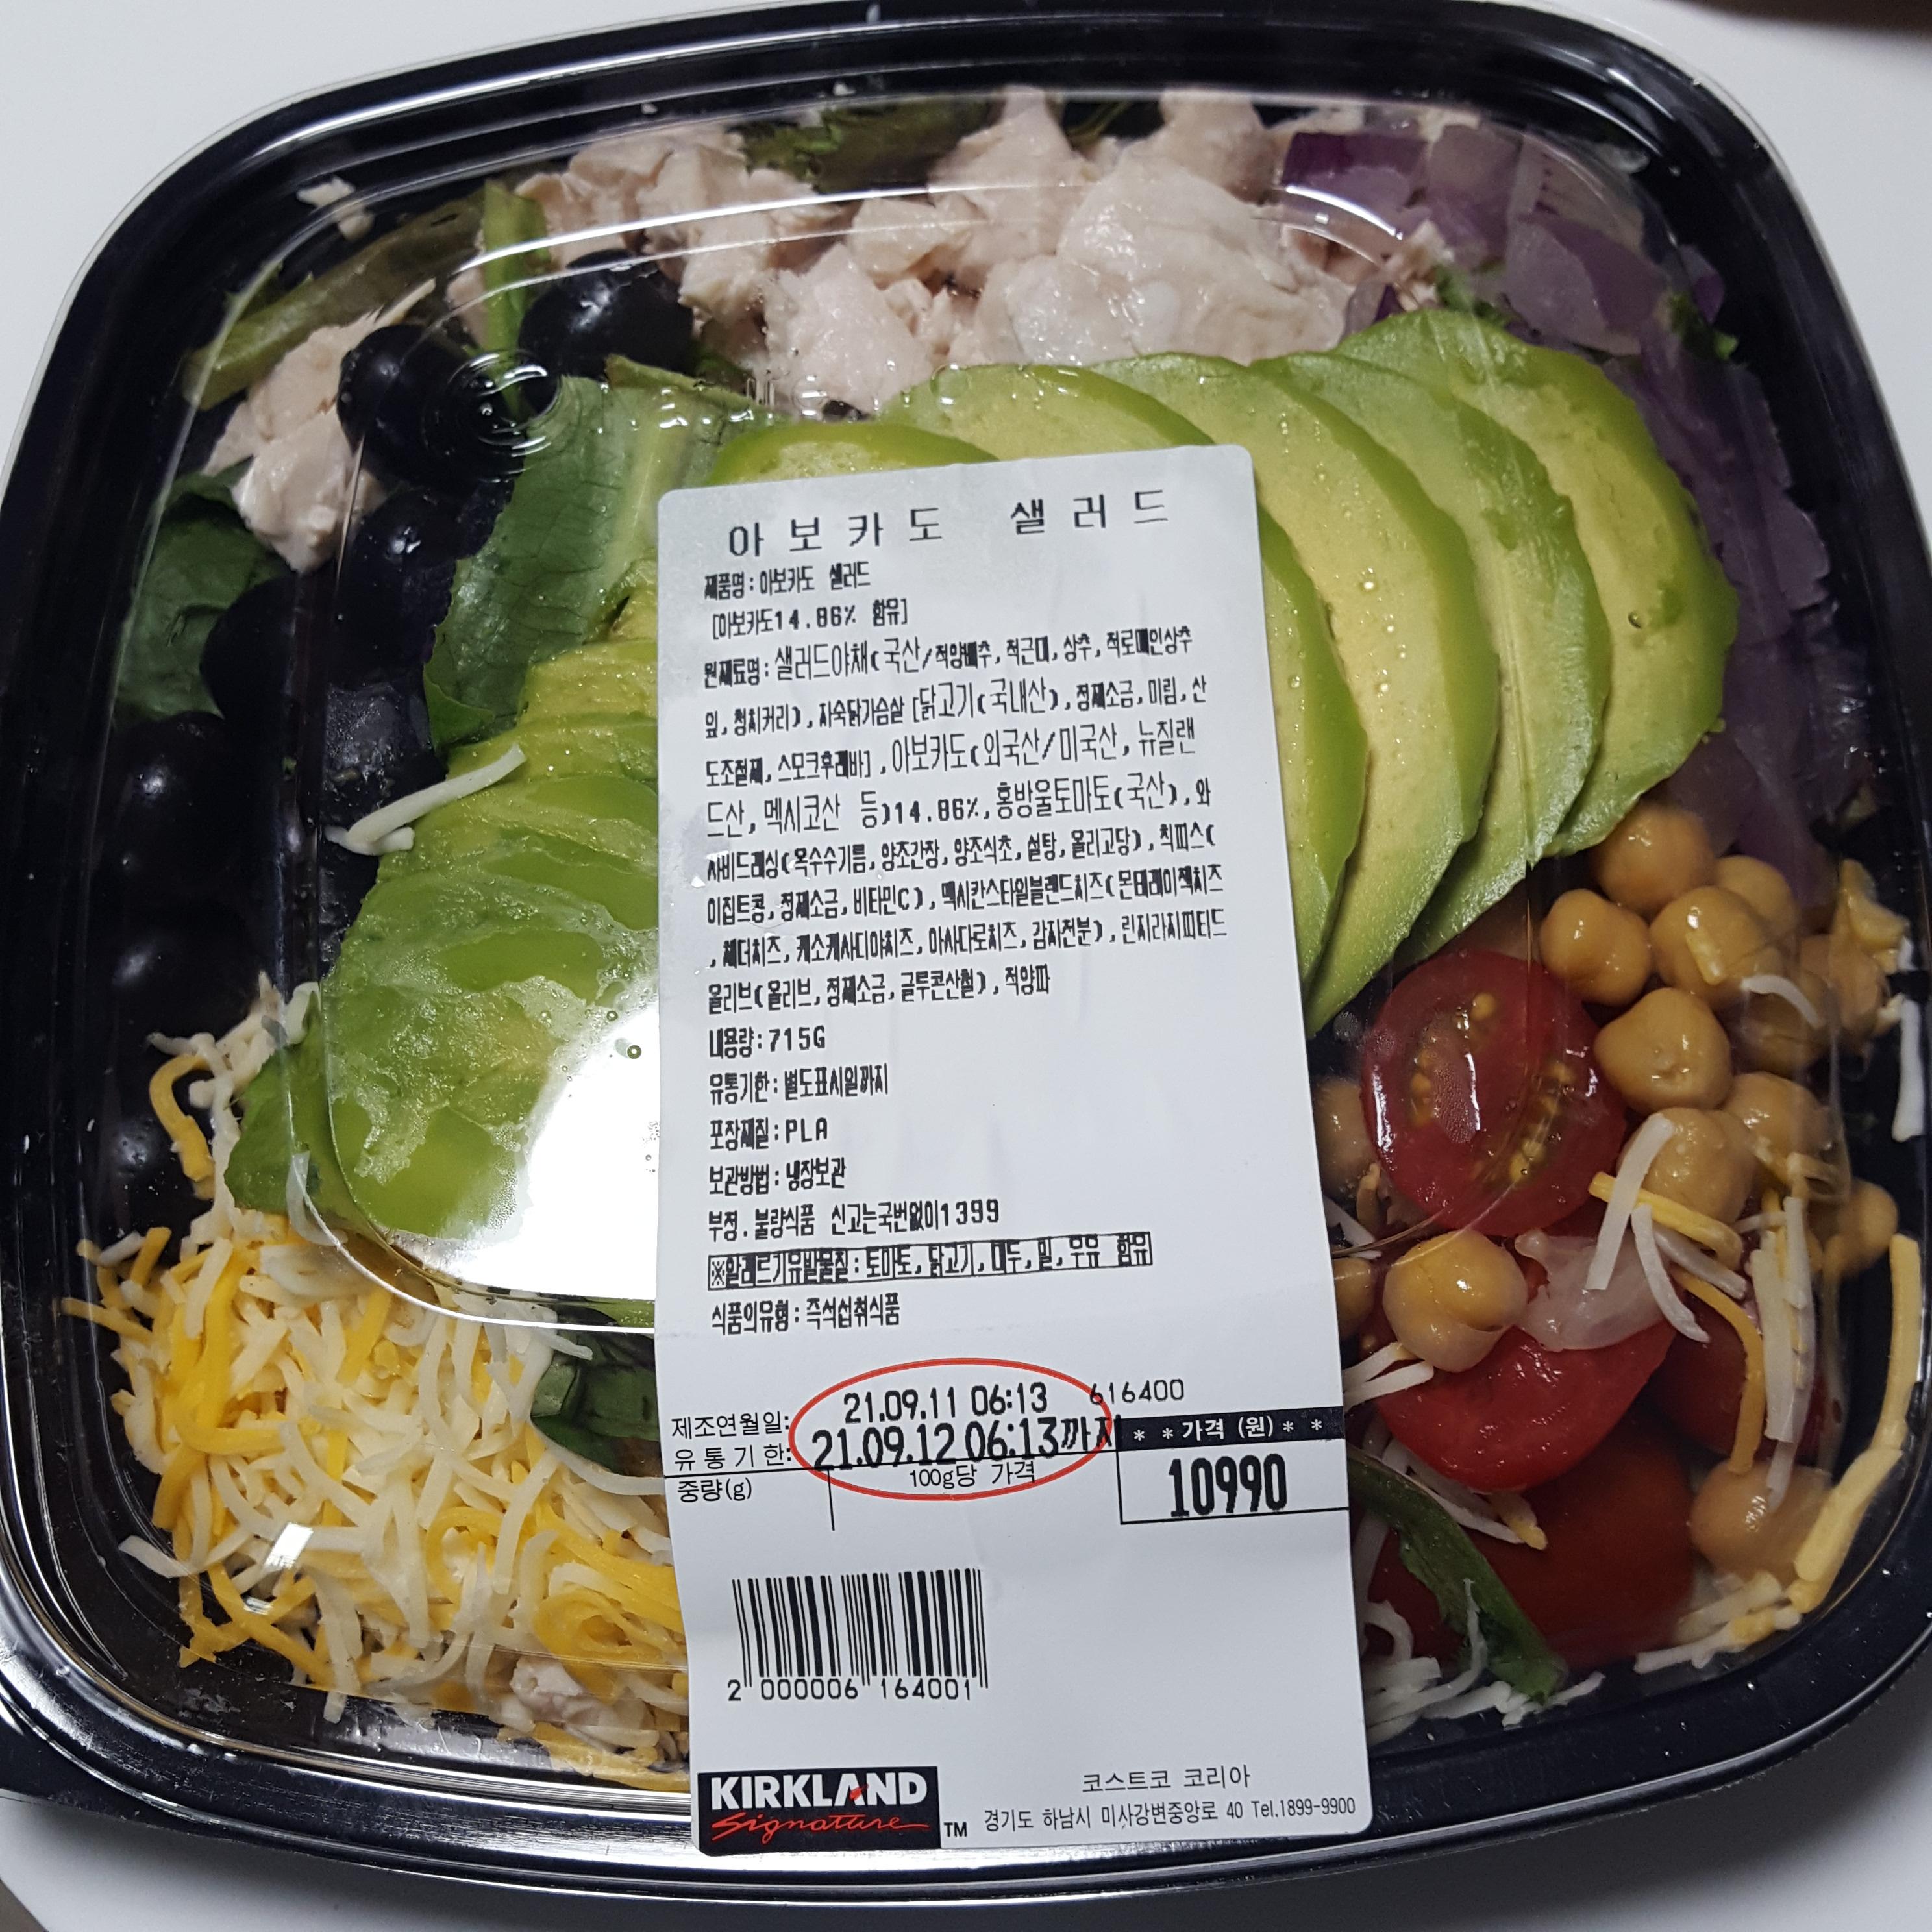 아보카도 샐러드
제품명:아보카도 샐러드
[아보카도14.86% 함유]
원재료명:샐러드야채(국산/적양배추,적근대,상추,적로메인상추
잎,청치커리),자숙닭가슴살[닭고기(국내산),정제소금,미림,산
도조절제,스모크후레바],아보카도(외국산/미국산,뉴질랜
드산,멕시코산 등)14.86%,홍방울토마토(국산),와
사비드레싱(옥수수기름,양조간장,양조식초,설탕,올리고당),칙피스(
이집트콩,정제소금,비타민C),멕시칸스타일블렌드치즈(몬테레이잭치즈
,체더치즈,케소케사디야치즈,아사다로치즈,감자전분),린지라지피티드
올리브(올리브,정제소금,글루콘산철),적양파
내용량:715G
유통기한:별도표시일까지
포장재질:PLA
보관방법:냉장보관
부정.불량식품 신고는국번없이1399
※알레르기유발물질:토마토,닭고기,대두,밀,우유 함유
식품의유형:즉석섭취식품
제조연월일: 21.09.11 06:13 616400
유통기한: 21.09.12 06:13까지 * * 가격 (원) * *
중량(g) 100g당 가격 10990
2 000006 164001
KIRKLAND
Signature TM
코스트코 코리아
경기도 하남시 미사강변중앙로 40 Tel.1899-9900